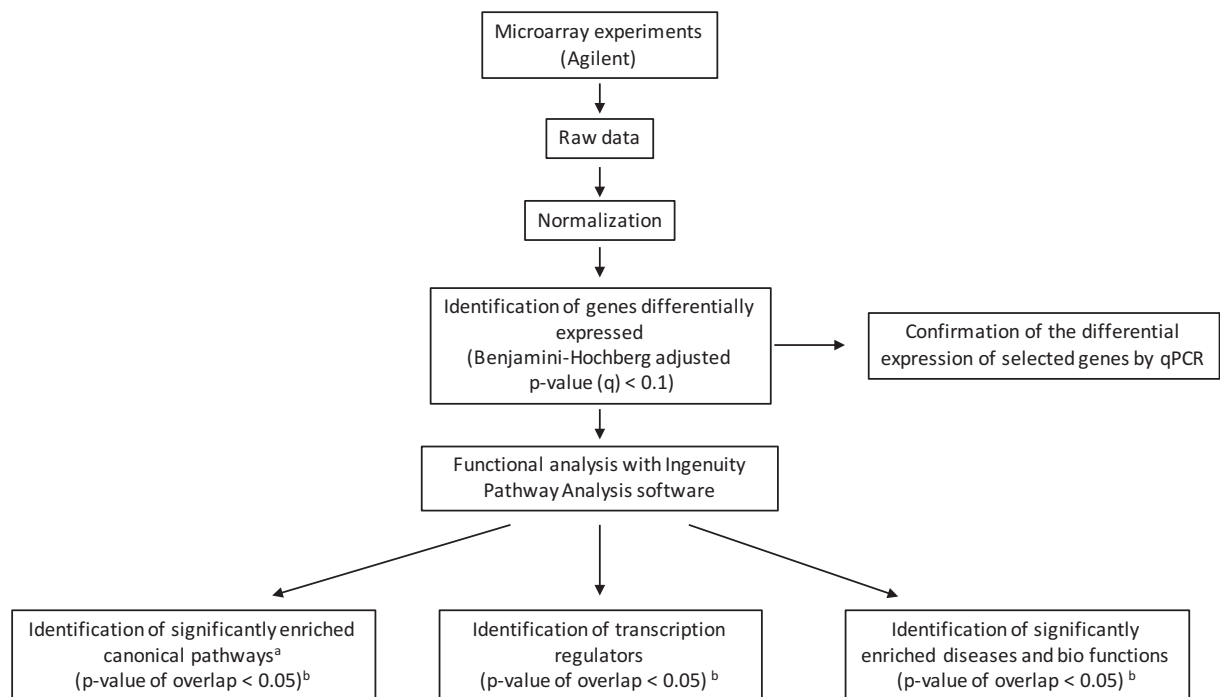 Microarray experiments
(Agilent)
Raw data
Normalization
Identification of genes differentially
expressed
(Benjamini-Hochberg adjusted
p-value (q) < 0.1)
Confirmation of the differential
expression of selected genes by qPCR
Functional analysis with Ingenuity
Pathway Analysis software
Identification of significantly enriched
canonical pathwaysᵃ
(p-value of overlap < 0.05)ᵇ
Identification of transcription
regulators
(p-value of overlap < 0.05) ᵇ
Identification of significantly
enriched diseases and bio functions
(p-value of overlap < 0.05) ᵇ